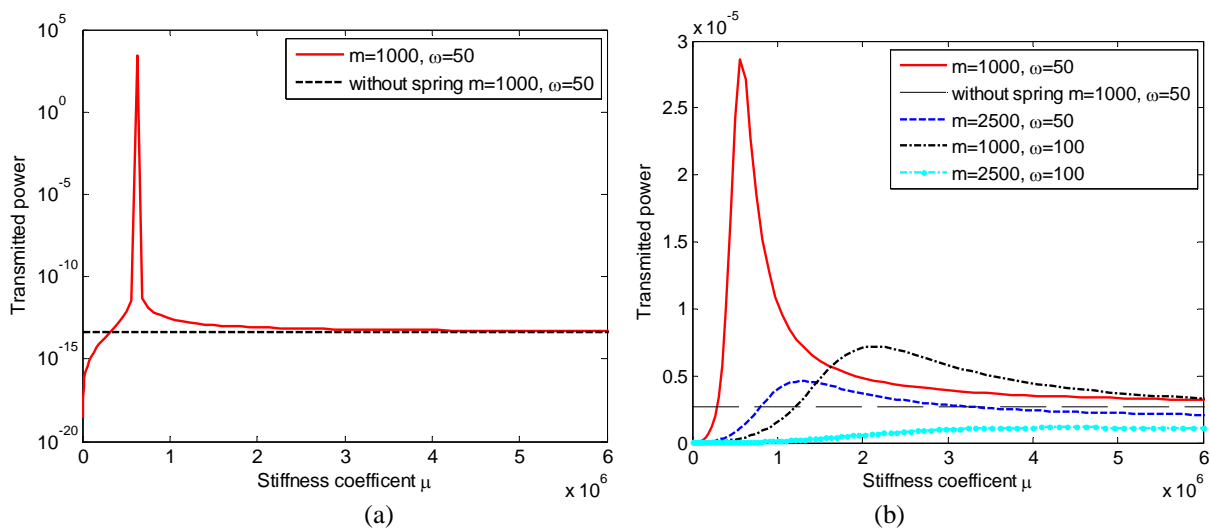 10^5
10^0
10^-5
10^-10
10^-15
10^-20
Transmitted power
m=1000, ω=50
without spring m=1000, ω=50
0 1 2 3 4 5 6
x 10^6
Stiffness coefficent μ
(a)
x 10^-5
3
2.5
2
1.5
1
0.5
0
Transmitted power
m=1000, ω=50
without spring m=1000, ω=50
m=2500, ω=50
m=1000, ω=100
m=2500, ω=100
0 1 2 3 4 5 6
x 10^6
Stiffness coefficent μ
(b)